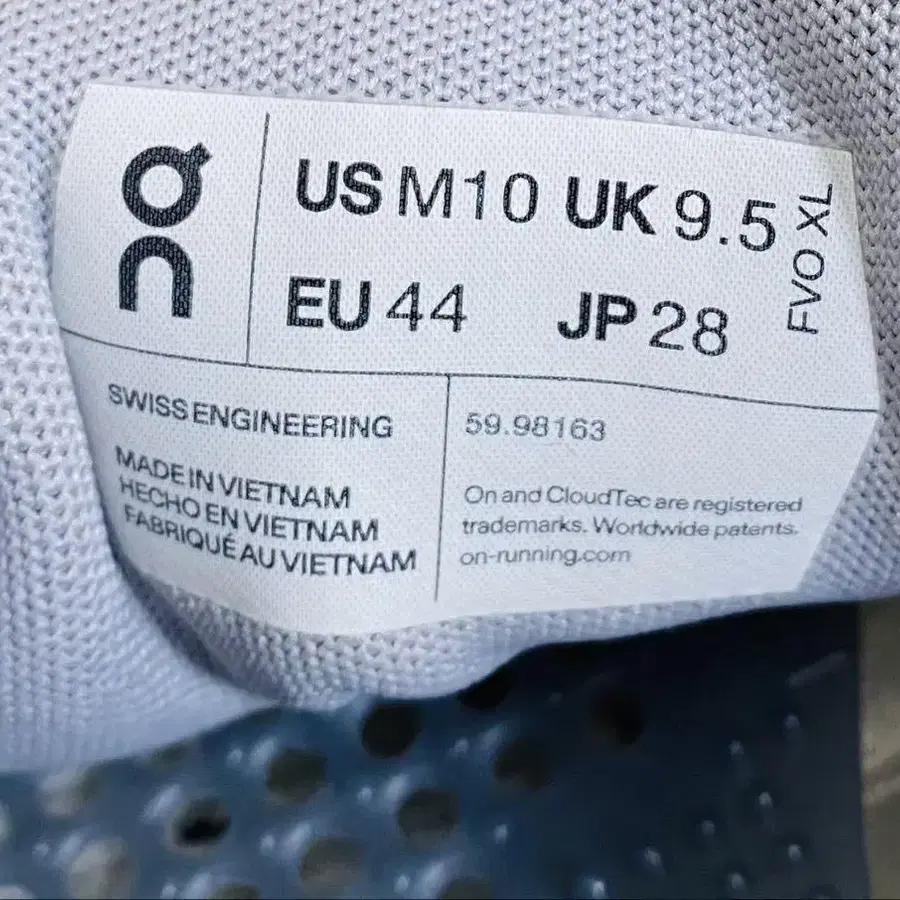 On
US M10 UK 9.5
EU 44 JP 28
FVO XL
SWISS ENGINEERING
MADE IN VIETNAM
HECHO EN VIETNAM
FABRIQUÉ AU VIETNAM
59.98163
On and CloudTec are registered
trademarks. Worldwide patents.
on-running.com